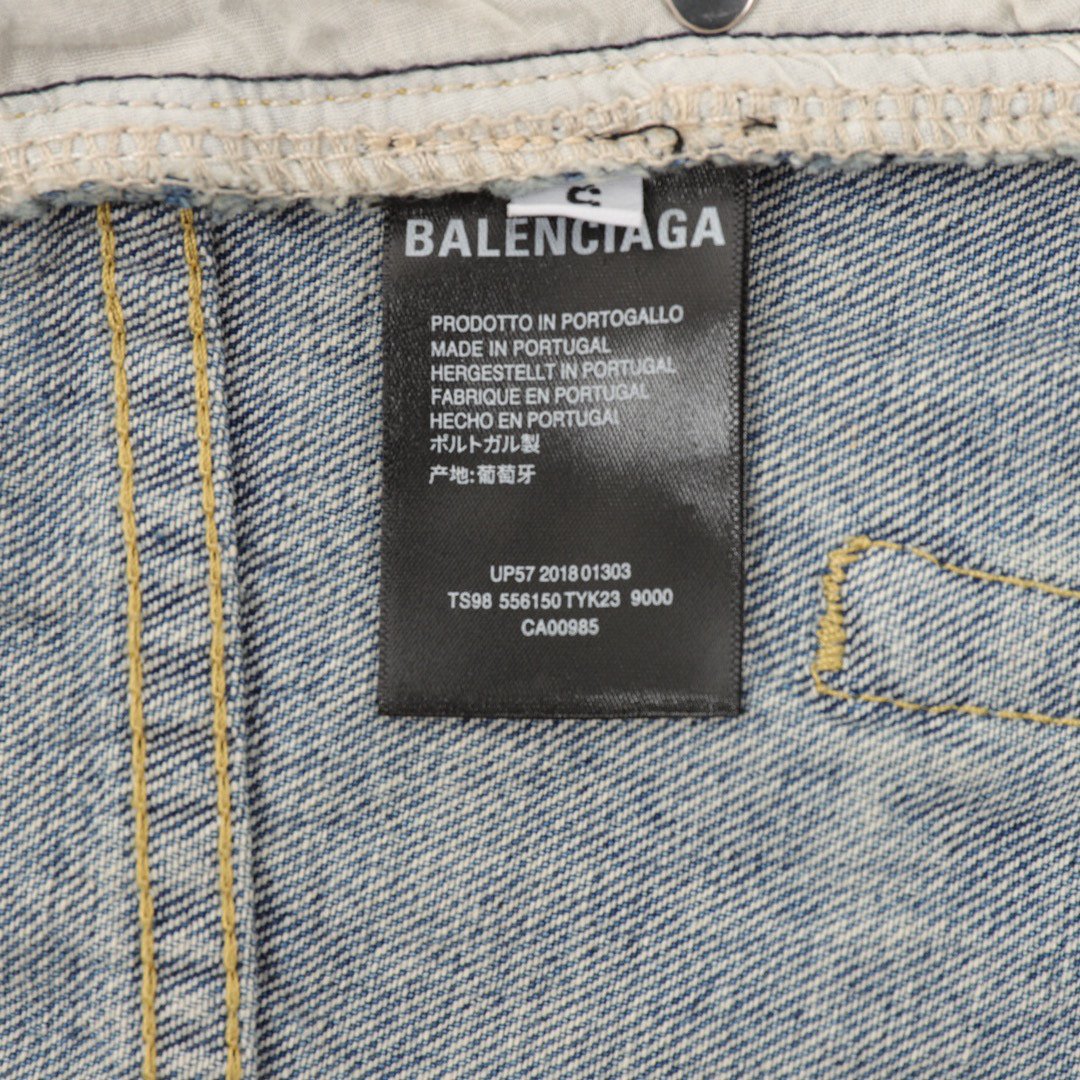 BALENCIAGA
PRODOTTO IN PORTOGALLO
MADE IN PORTUGAL
HERGESTELLT IN PORTUGAL
FABRIQUE EN PORTUGAL
HECHO EN PORTUGAL
ポルトガル製
产地:葡萄牙
UP57 2018 01303
TS98 556150 TYK23 9000
CA00985